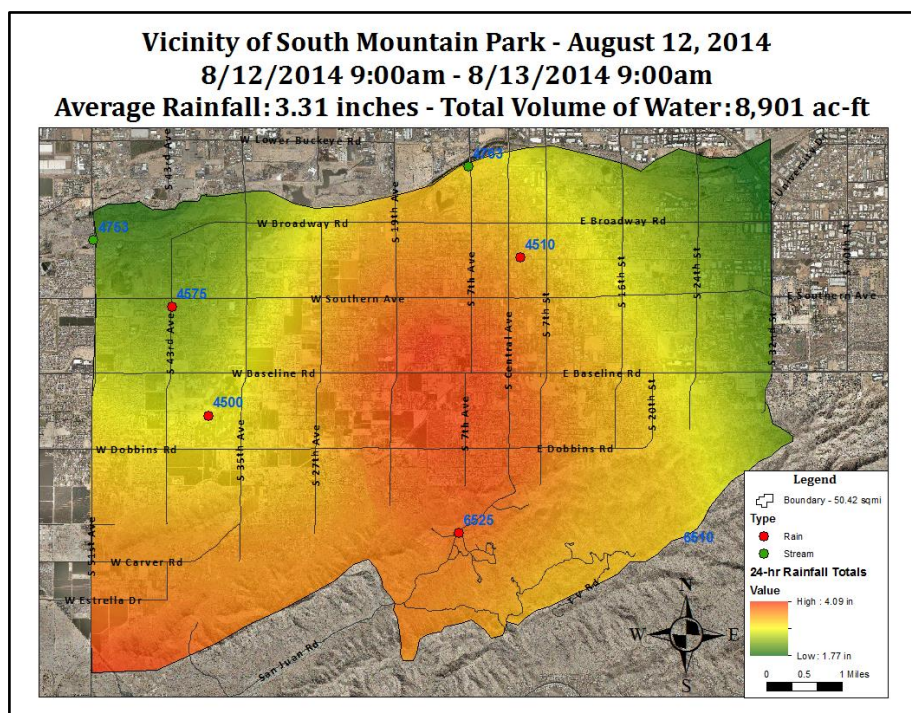 Vicinity of South Mountain Park - August 12, 2014
8/12/2014 9:00am - 8/13/2014 9:00am
Average Rainfall: 3.31 inches - Total Volume of Water: 8,901 ac-ft
W Lower Buckeye Rd
S 43rd Ave
4783
E University Dr
S 19th Ave
W Broadway Rd
E Broadway Rd
4763
4510
S 7th Ave
S 16th St
S 24th St
S 40th St
4575
W Southern Ave
E Southern Ave
S 43rd Ave
S Central Ave
S 7th St
S 32nd St
W Baseline Rd
E Baseline Rd
4500
S 35th Ave
S 27th Ave
S 7th Ave
S 20th St
W Dobbins Rd
E Dobbins Rd
S 51st Ave
6525
6510
W Carver Rd
W Estrella Dr
San Juan Rd
Legend
Boundary - 50.42 sqmi
Type
Rain
Stream
24-hr Rainfall Totals
Value
High : 4.09 in
Low : 1.77 in
N
W
E
S
0 0.5 1 Miles